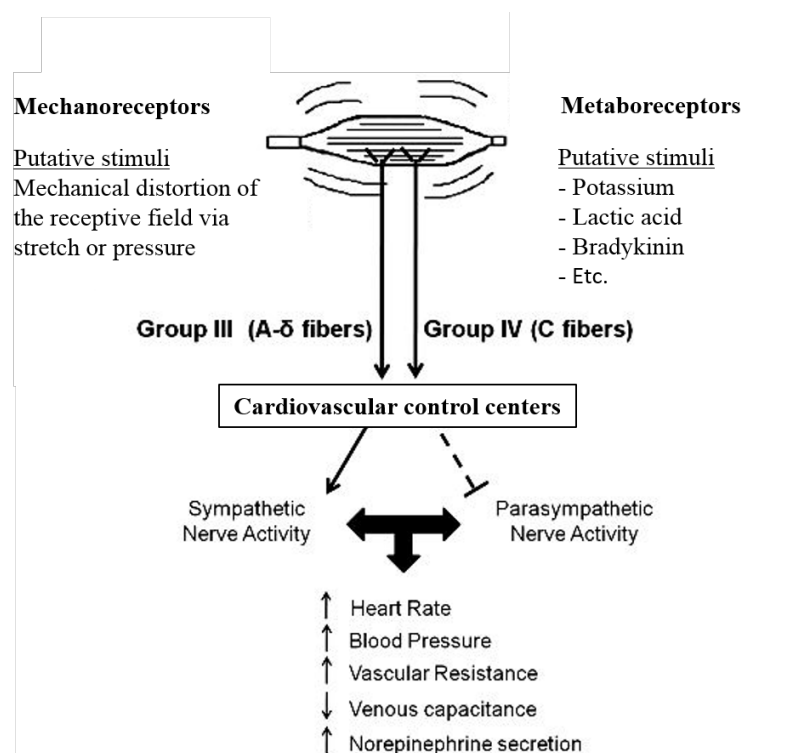 Mechanoreceptors
Putative stimuli
Mechanical distortion of
the receptive field via
stretch or pressure
Metaboreceptors
Putative stimuli
- Potassium
- Lactic acid
- Bradykinin
- Etc.
Group III (A-δ fibers)
Group IV (C fibers)
Cardiovascular control centers
Sympathetic
Nerve Activity
Parasympathetic
Nerve Activity
↑ Heart Rate
↑ Blood Pressure
↑ Vascular Resistance
↓ Venous capacitance
↑ Norepinephrine secretion